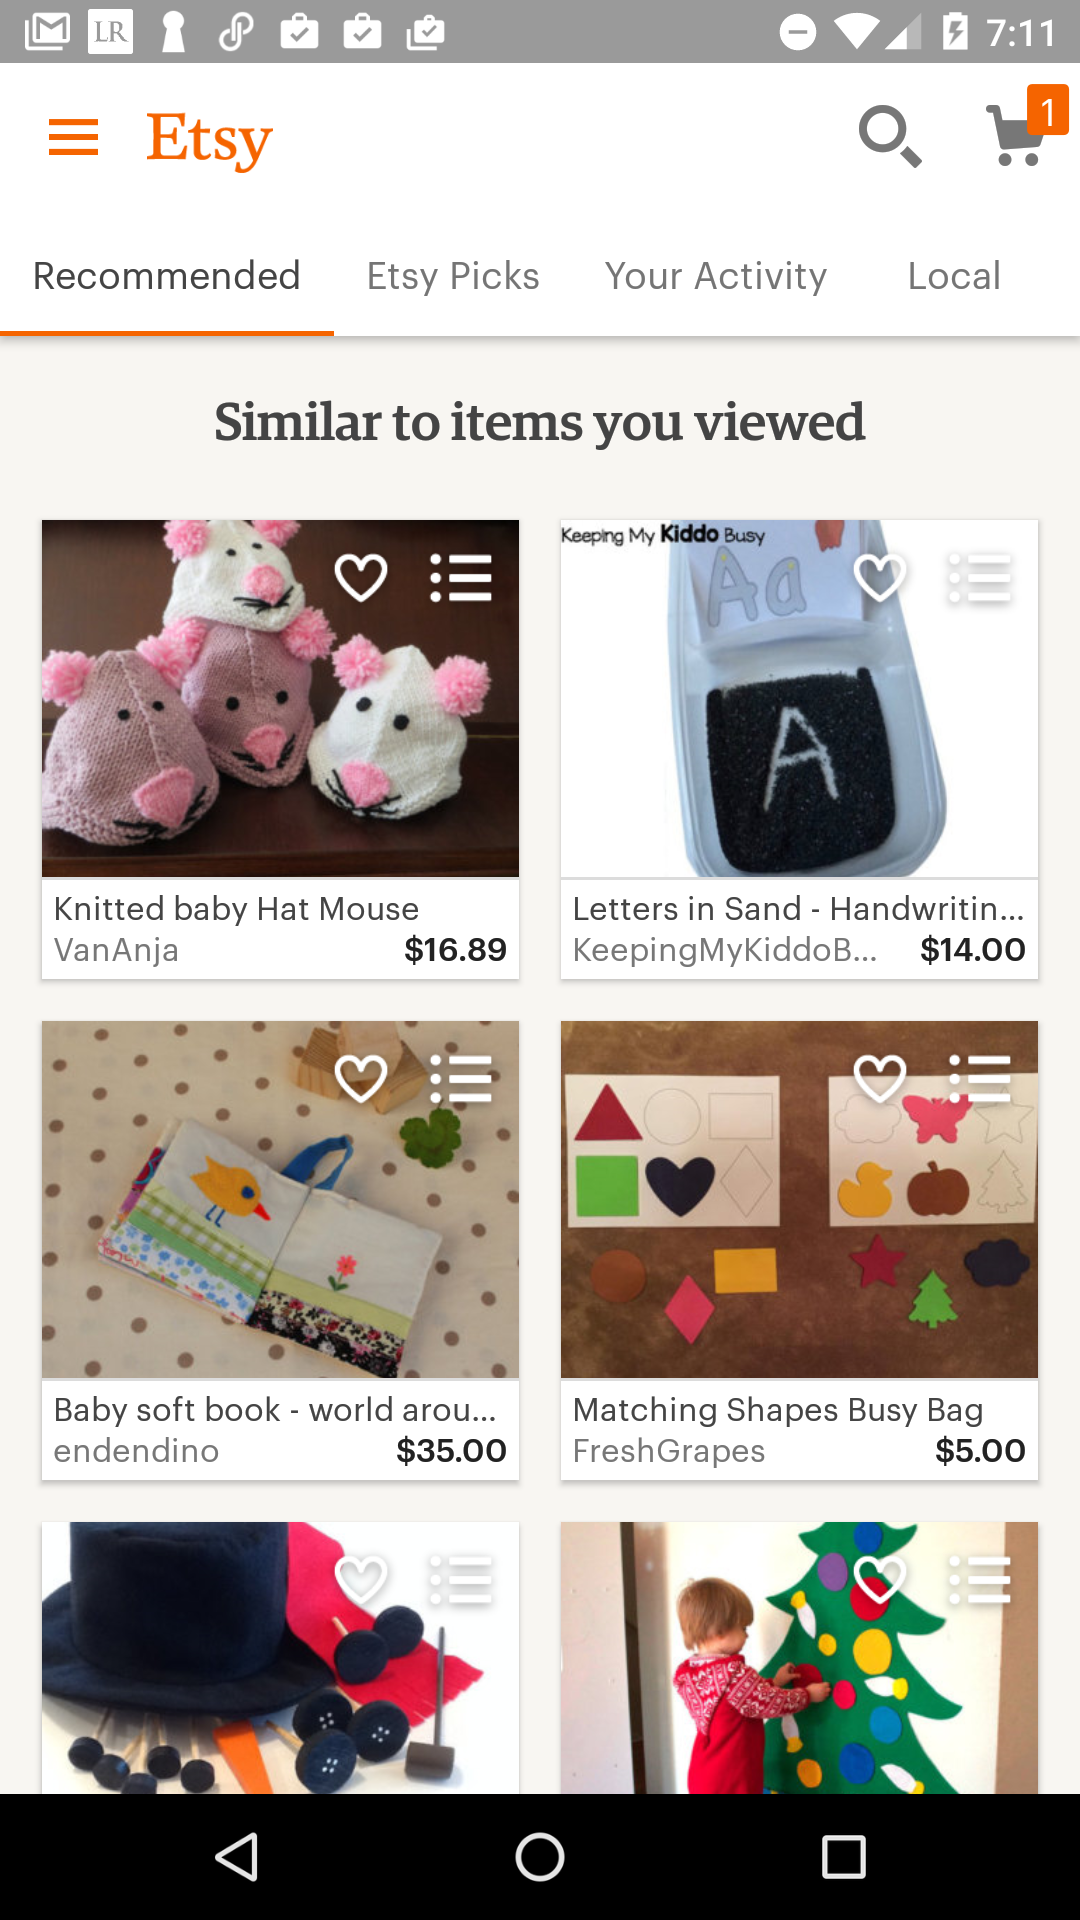 LR
7:11
Etsy
1
Recommended Etsy Picks Your Activity Local
Similar to items you viewed
Keeping My Kiddo Busy
Aa
A
Knitted baby Hat Mouse
VanAnja $16.89
Letters in Sand - Handwritin...
KeepingMyKiddoB... $14.00
Baby soft book - world arou...
endendino $35.00
Matching Shapes Busy Bag
FreshGrapes $5.00